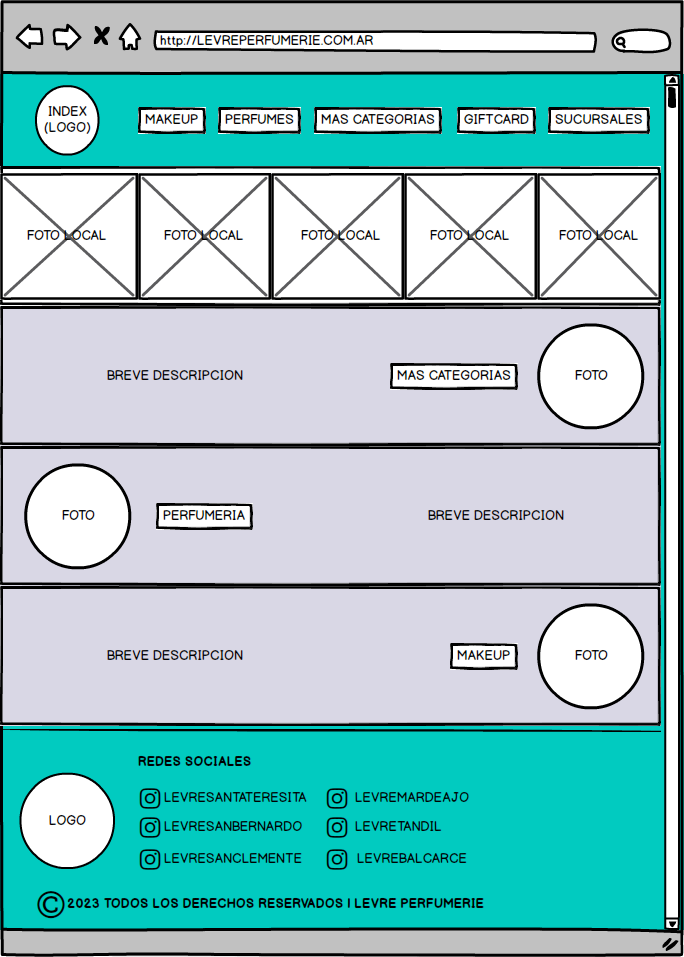 http://LEVREPERFUMERIE.COM.AR
INDEX
(LOGO)
MAKEUP
PERFUMES
MAS CATEGORIAS
GIFTCARD
SUCURSALES
FOTO LOCAL
FOTO LOCAL
FOTO LOCAL
FOTO LOCAL
FOTO LOCAL
BREVE DESCRIPCION
MAS CATEGORIAS
FOTO
FOTO
PERFUMERIA
BREVE DESCRIPCION
BREVE DESCRIPCION
MAKEUP
FOTO
LOGO
REDES SOCIALES
LEVRESANTATERESITA
LEVREMARDEAJO
LEVRESANBERNARDO
LEVRETANDIL
LEVRESANCLEMENTE
LEVREBALCARCE
© 2023 TODOS LOS DERECHOS RESERVADOS | LEVRE PERFUMERIE